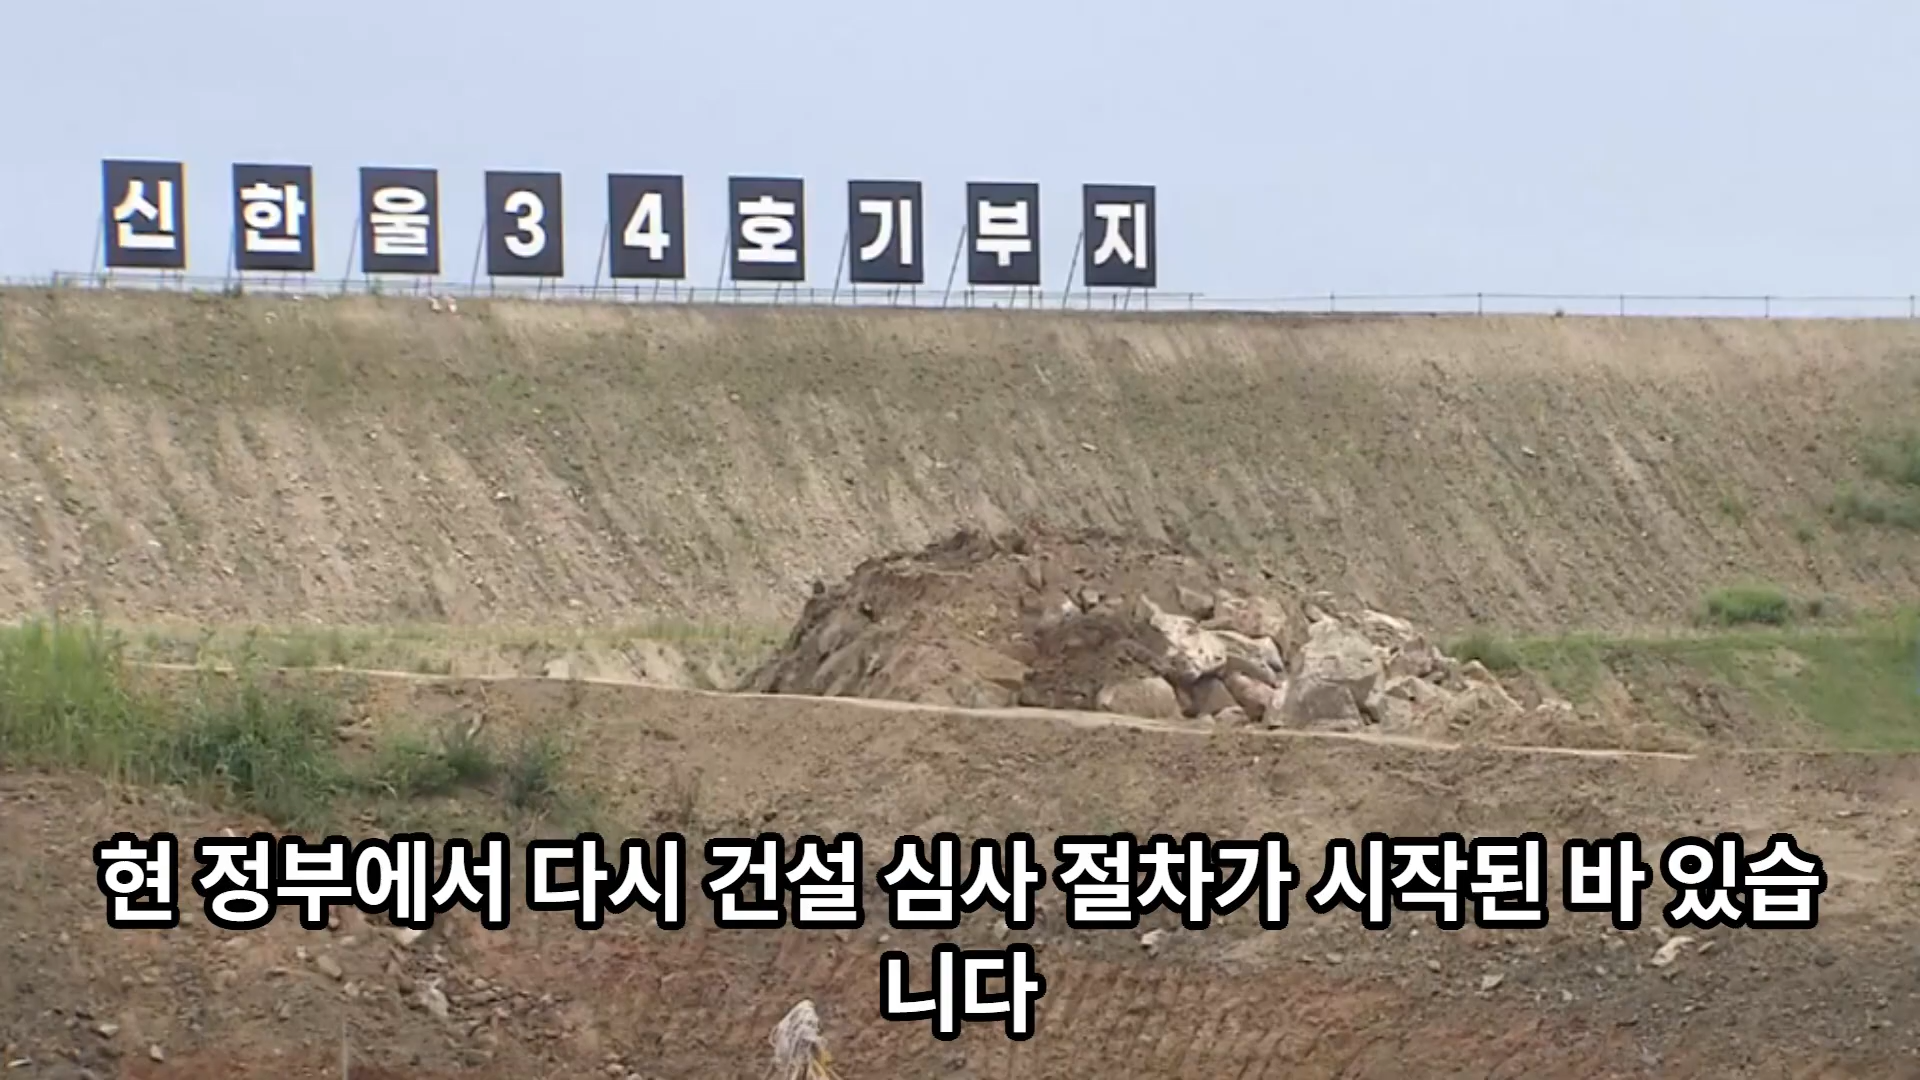 신한울34호기부지
현 정부에서 다시 건설 심사 절차가 시작된 바 있습
니다